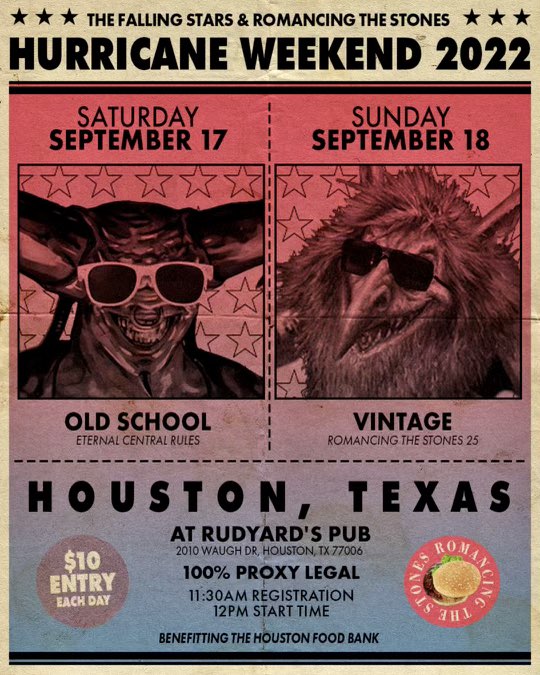 THE FALLING STARS & ROMANCING THE STONES
HURRICANE WEEKEND 2022
SATURDAY
SEPTEMBER 17
SUNDAY
SEPTEMBER 18
OLD SCHOOL
ETERNAL CENTRAL RULES
VINTAGE
ROMANCING THE STONES 25
HOUSTON, TEXAS
AT RUDYARD'S PUB
2010 WAUGH DR, HOUSTON, TX 77006
100% PROXY LEGAL
11:30AM REGISTRATION
12PM START TIME
$10
ENTRY
EACH DAY
ROMANCING THE STONES
BENEFITTING THE HOUSTON FOOD BANK